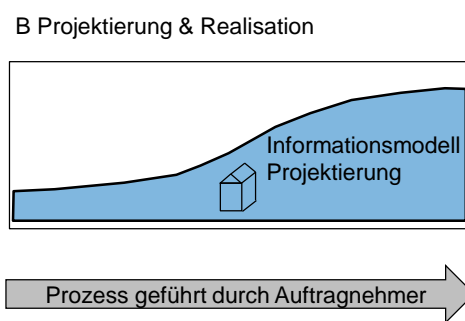 B Projektierung & Realisation
Informationsmodell
Projektierung
Prozess geführt durch Auftragnehmer